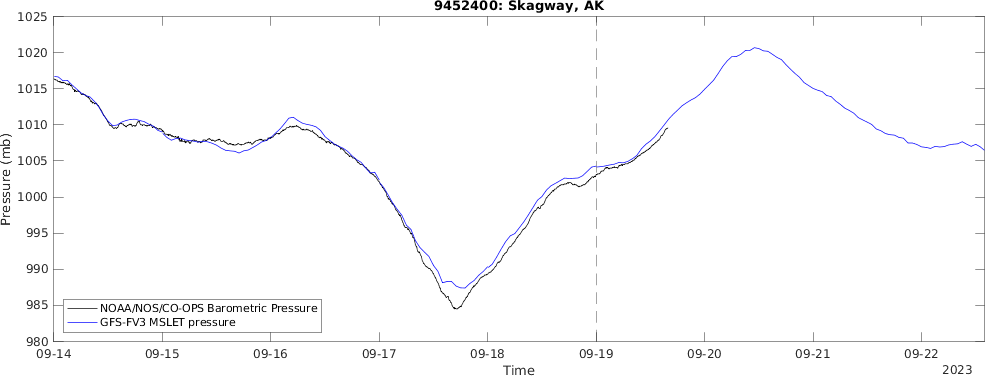 9452400: Skagway, AK
1025
1020
1015
1010
1005
1000
995
990
985
980
Pressure (mb)
NOAA/NOS/CO-OPS Barometric Pressure
GFS-FV3 MSLET pressure
09-14 09-15 09-16 09-17 09-18 09-19 09-20 09-21 09-22
Time
2023